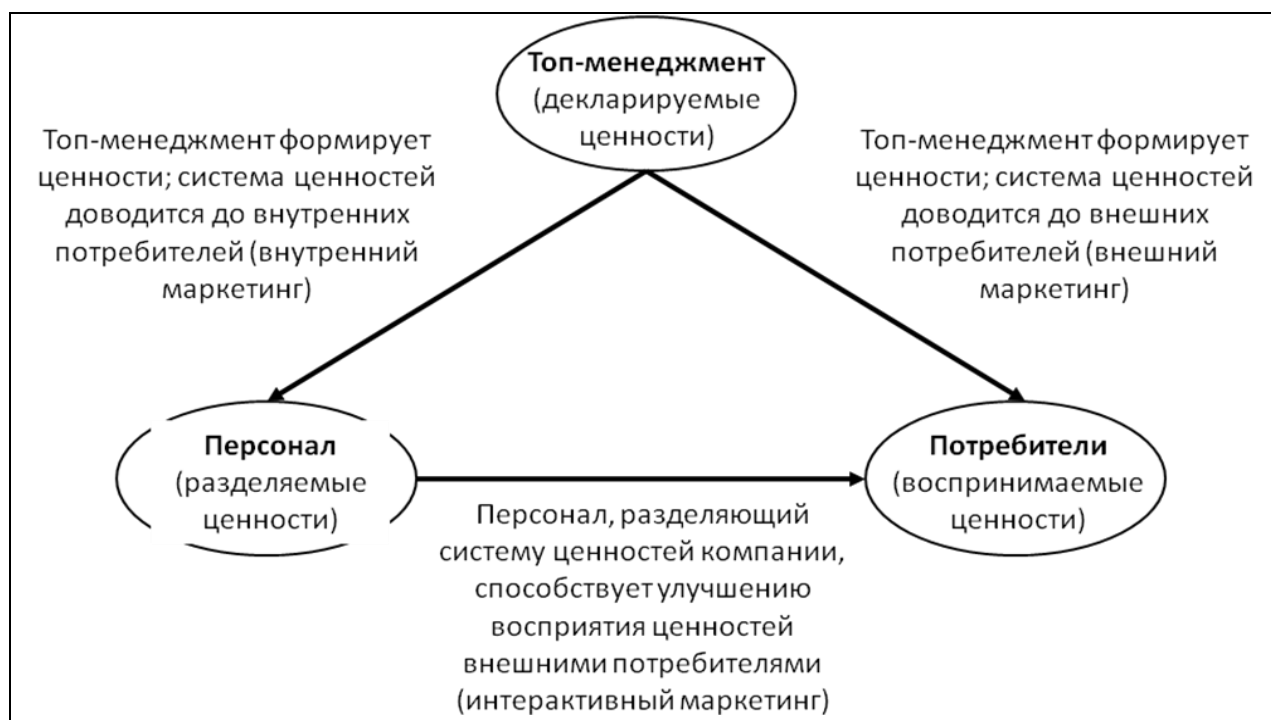 Топ-менеджмент
(декларируемые
ценности)
Топ-менеджмент формирует
ценности; система ценностей
доводится до внутренних
потребителей (внутренний
маркетинг)
Топ-менеджмент формирует
ценности; система ценностей
доводится до внешних
потребителей (внешний
маркетинг)
Персонал
(разделяемые
ценности)
Потребители
(воспринимаемые
ценности)
Персонал, разделяющий
систему ценностей компании,
способствует улучшению
восприятия ценностей
внешними потребителями
(интерактивный маркетинг)